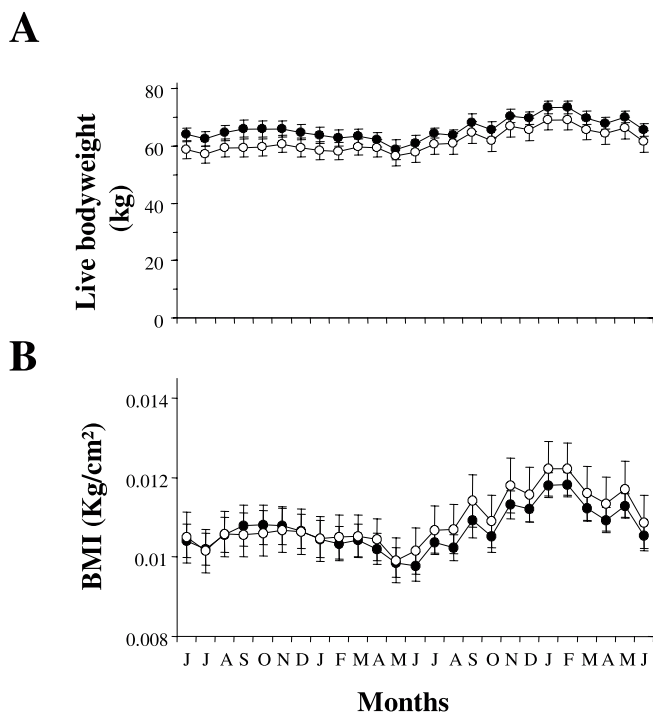 A
80
60
40
20
0
Live bodyweight
(kg)
B
0.014
0.012
0.01
0.008
BMI (Kg/cm²)
J J A S O N D J F M A M J J A S O N D J F M A M J
Months